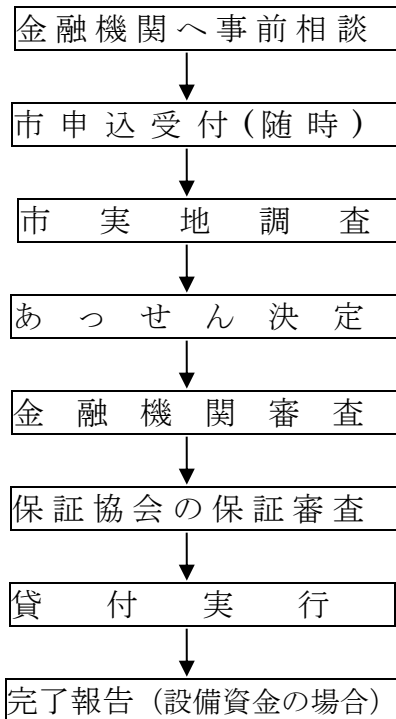 金融機関へ事前相談
市申込受付(随時)
市実地調査
あっせん決定
金融機関審査
保証協会の保証審査
貸付実行
完了報告（設備資金の場合）